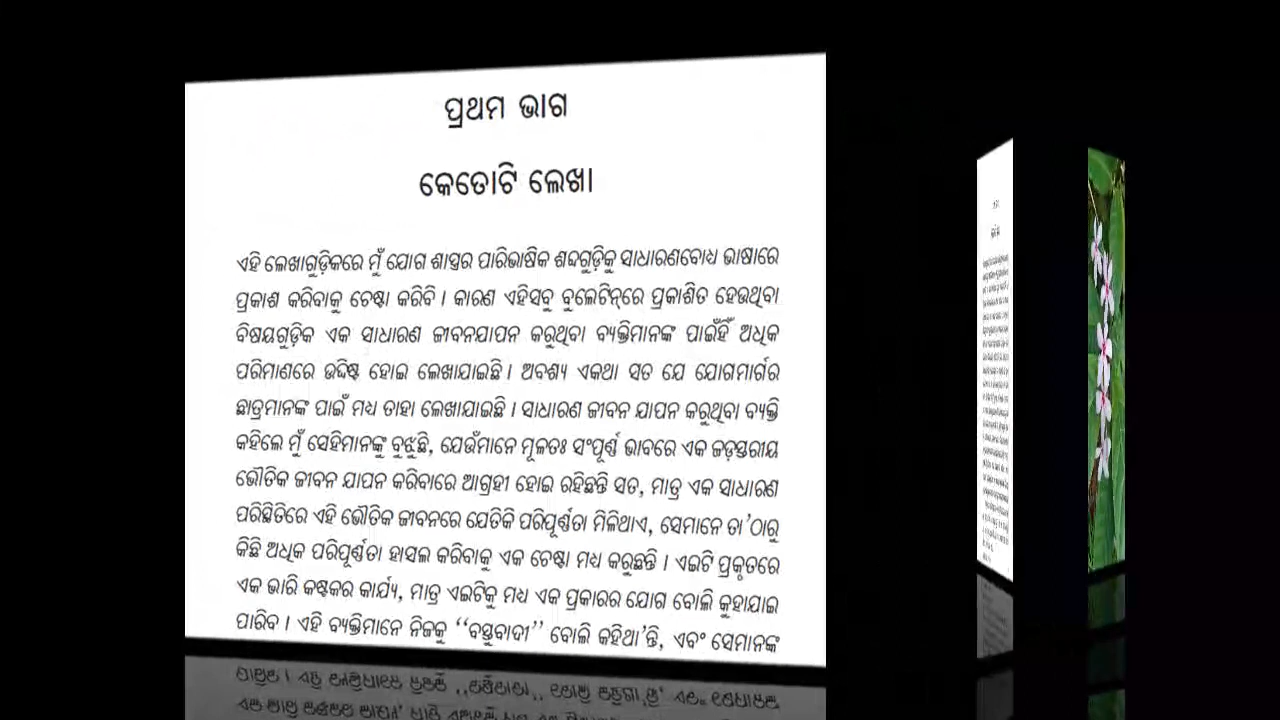 ପ୍ରଥମ ଭାଗ
କେତୋଟି ଲେଖା
ଏହି ଲେଖାଗୁଡ଼ିକରେ ମୁଁ ଯୋଗ ଶାସ୍ତ୍ରର ପାରିଭାଷିକ ଶବ୍ଦଗୁଡ଼ିକୁ ସାଧାରଣବୋଧ୍ୟ ଭାଷାରେ
ପ୍ରକାଶ କରିବାକୁ ଚେଷ୍ଟା କରିବି । କାରଣ ଏହିସବୁ ବୁଲେଟିନ୍‌ରେ ପ୍ରକାଶିତ ହେଉଥିବା
ବିଷୟଗୁଡ଼ିକ ଏକ ସାଧାରଣ ଜୀବନଯାପନ କରୁଥିବା ବ୍ୟକ୍ତିମାନଙ୍କ ପାଇଁହିଁ ଅଧିକ
ପରିମାଣରେ ଉଦ୍ଦିଷ୍ଟ ହୋଇ ଲେଖାଯାଇଛି । ଅବଶ୍ୟ ଏକଥା ସତ ଯେ ଯୋଗମାର୍ଗର
ଛାତ୍ରମାନଙ୍କ ପାଇଁ ମଧ୍ୟ ତାହା ଲେଖାଯାଇଛି । ସାଧାରଣ ଜୀବନ ଯାପନ କରୁଥିବା ବ୍ୟକ୍ତି
କହିଲେ ମୁଁ ସେହିମାନଙ୍କୁ ବୁଝୁଛି, ଯେଉଁମାନେ ମୂଳତଃ ସଂପୂର୍ଣ୍ଣ ଭାବରେ ଏକ ଜଡ଼ସ୍ତରୀୟ
ଭୌତିକ ଜୀବନ ଯାପନ କରିବାରେ ଆଗ୍ରହୀ ହୋଇ ରହିଛନ୍ତି ସତ, ମାତ୍ର ଏକ ସାଧାରଣ
ପରିସ୍ଥିତିରେ ଏହି ଭୌତିକ ଜୀବନରେ ଯେତିକି ପରିପୂର୍ଣ୍ଣତା ମିଳିଥାଏ, ସେମାନେ ତା’ଠାରୁ
କିଛି ଅଧିକ ପରିପୂର୍ଣ୍ଣତା ହାସଲ କରିବାକୁ ଏକ ଚେଷ୍ଟା ମଧ୍ୟ କରୁଛନ୍ତି । ଏଇଟି ପ୍ରକୃତରେ
ଏକ ଭାରି କଷ୍ଟକର କାର୍ଯ୍ୟ, ମାତ୍ର ଏଇଟିକୁ ମଧ୍ୟ ଏକ ପ୍ରକାରର ଯୋଗ ବୋଲି କୁହାଯାଇ
ପାରିବ । ଏହି ବ୍ୟକ୍ତିମାନେ ନିଜକୁ ‘‘ବସ୍ତୁବାଦୀ’’ ବୋଲି କହିଥା’ନ୍ତି, ଏବଂ ସେମାନଙ୍କ